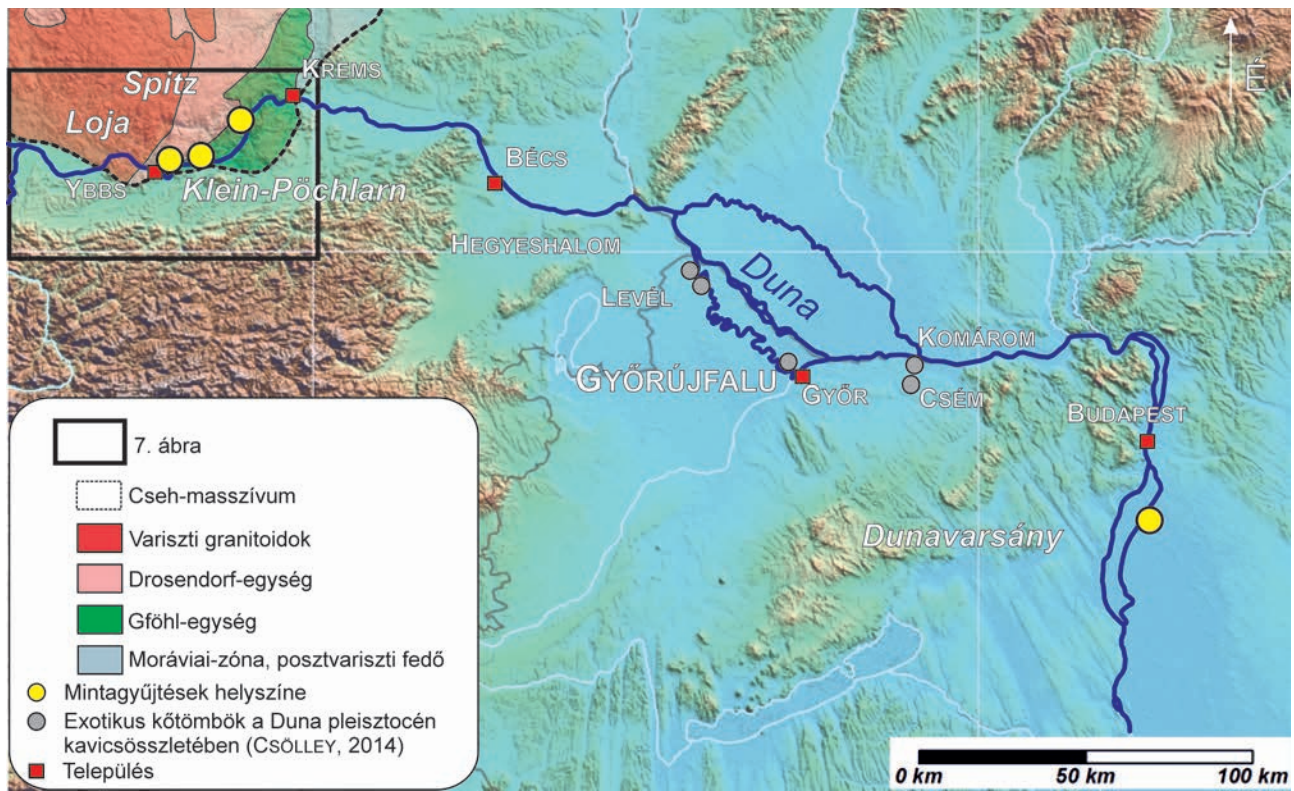 Spitz
KREMS
É
Loja
YBBS
Klein-Pöchlarn
BÉCS
HEGYESHALOM
LEVÉL
Duna
KOMÁROM
GYŐRÚJFALU
GYŐR
CSÉM
BUDAPEST
Dunavarsány
7. ábra
Cseh-masszívum
Variszti granitoidok
Drosendorf-egység
Gföhl-egység
Moráviai-zóna, posztvariszti fedő
Mintagyűjtések helyszíne
Exotikus kőtömbök a Duna pleisztocén
kavicsösszletében (CSÖLLEY, 2014)
Település
0 km 50 km 100 km